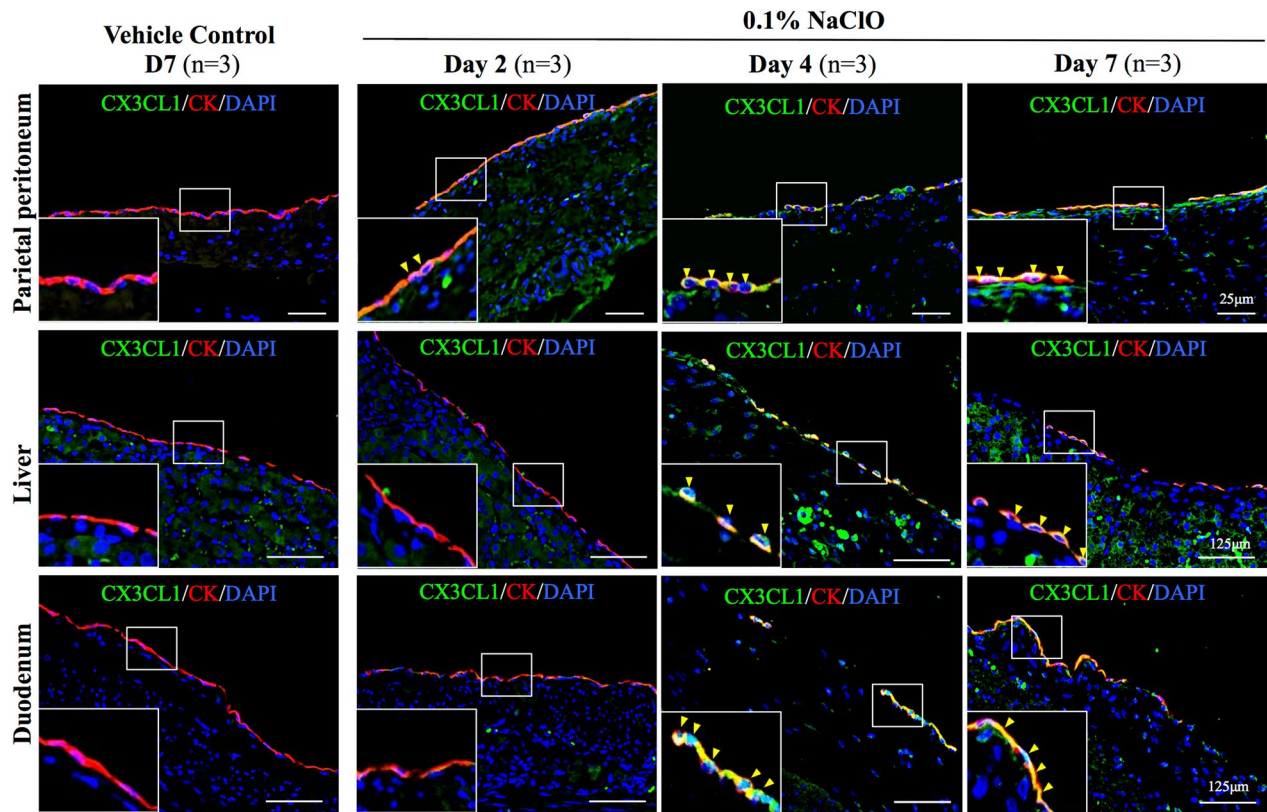 0.1% NaClO
Vehicle Control
D7 (n=3)
Day 2 (n=3)
Day 4 (n=3)
Day 7 (n=3)
Parietal peritoneum
CX3CL1/CK/DAPI
CX3CL1/CK/DAPI
CX3CL1/CK/DAPI
CX3CL1/CK/DAPI
25μm
Liver
CX3CL1/CK/DAPI
CX3CL1/CK/DAPI
CX3CL1/CK/DAPI
CX3CL1/CK/DAPI
125μm
Duodenum
CX3CL1/CK/DAPI
CX3CL1/CK/DAPI
CX3CL1/CK/DAPI
CX3CL1/CK/DAPI
125μm